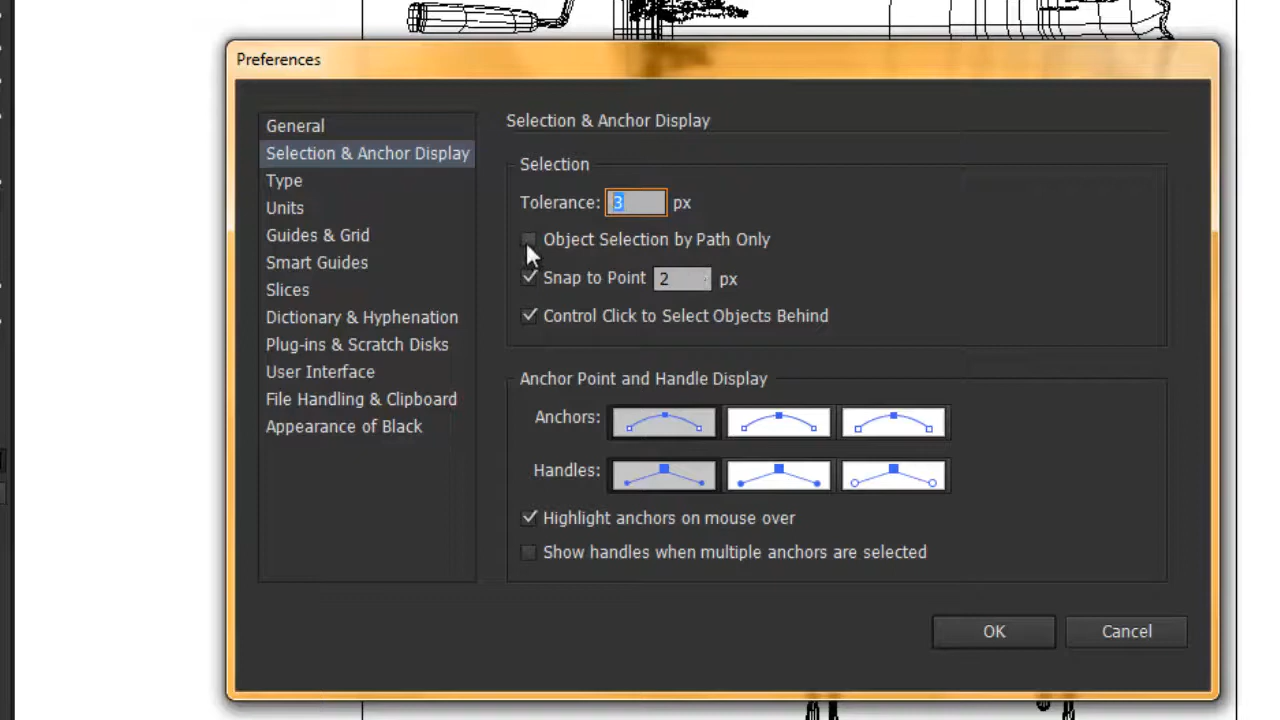 Preferences
General
Selection & Anchor Display
Type
Units
Guides & Grid
Smart Guides
Slices
Dictionary & Hyphenation
Plug-ins & Scratch Disks
User Interface
File Handling & Clipboard
Appearance of Black
Selection & Anchor Display
Selection
Tolerance: 3 px
Object Selection by Path Only
Snap to Point 2 px
Control Click to Select Objects Behind
Anchor Point and Handle Display
Anchors:
Handles:
Highlight anchors on mouse over
Show handles when multiple anchors are selected
OK Cancel